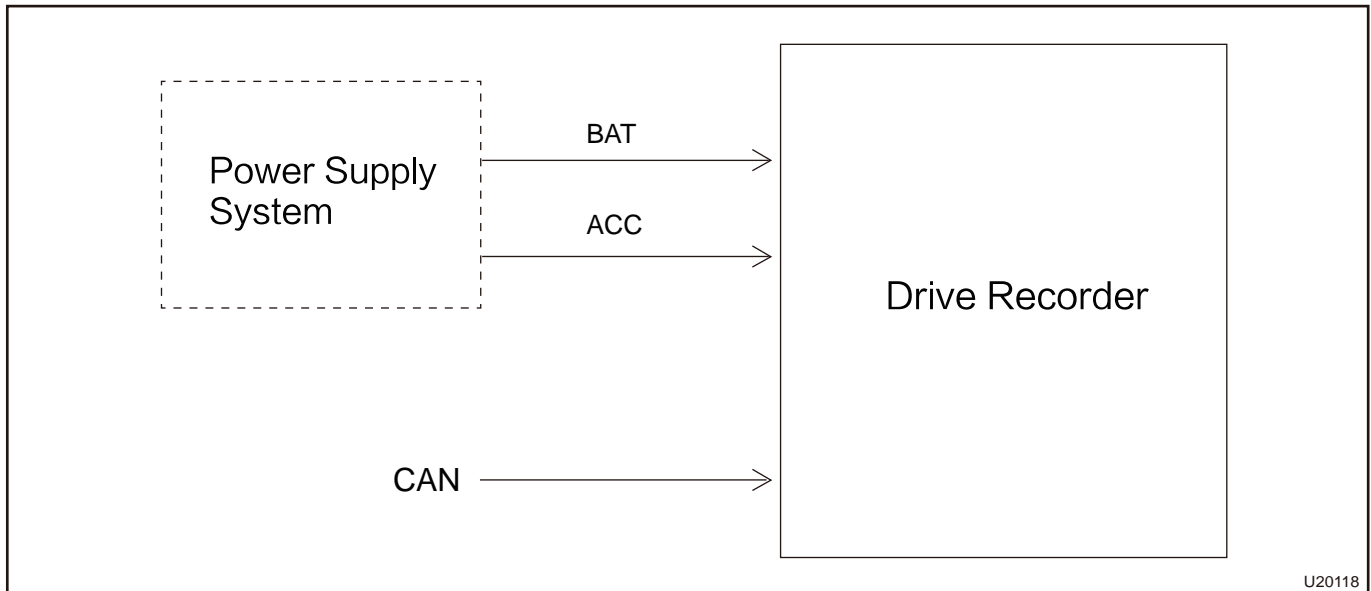 Power Supply
System
BAT
ACC
Drive Recorder
CAN
U20118